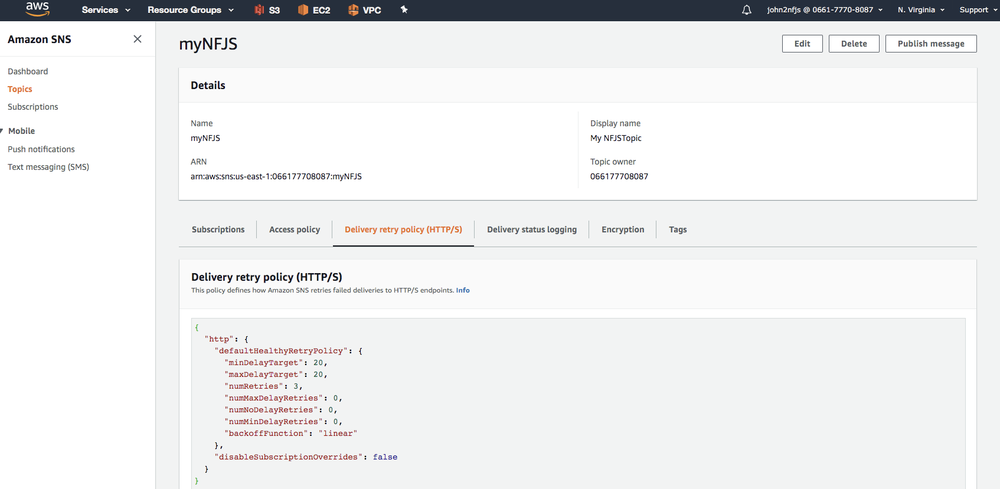 aws Services Resource Groups S3 EC2 VPC john2nfjs @ 0661-7770-8087 N. Virginia Support
Amazon SNS
Dashboard
Topics
Subscriptions
Mobile
Push notifications
Text messaging (SMS)
myNFJS
Edit Delete Publish message
Details
Name
myNFJS
ARN
arn:aws:sns:us-east-1:066177708087:myNFJS
Display name
My NFJSTopic
Topic owner
066177708087
Subscriptions Access policy Delivery retry policy (HTTP/S) Delivery status logging Encryption Tags
Delivery retry policy (HTTP/S)
This policy defines how Amazon SNS retries failed deliveries to HTTP/S endpoints. Info
{
  "http": {
    "defaultHealthyRetryPolicy": {
      "minDelayTarget": 20,
      "maxDelayTarget": 20,
      "numRetries": 3,
      "numMaxDelayRetries": 0,
      "numNoDelayRetries": 0,
      "numMinDelayRetries": 0,
      "backoffFunction": "linear"
    },
    "disableSubscriptionOverrides": false
  }
}